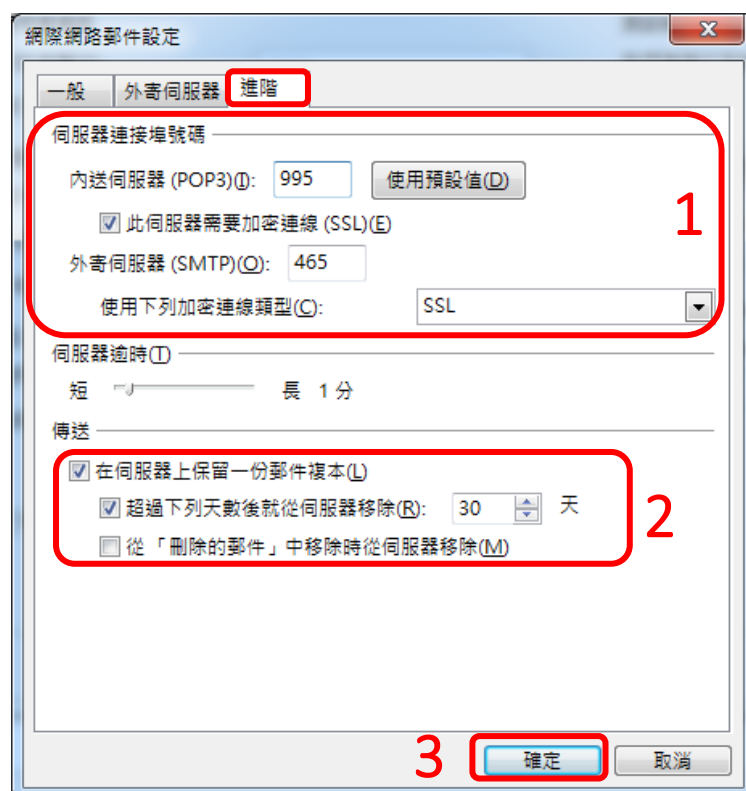 網際網路郵件設定
一般 外寄伺服器 進階
伺服器連接埠號碼
內送伺服器 (POP3)(I): 995 使用預設值(D)
此伺服器需要加密連線 (SSL)(E)
1
外寄伺服器 (SMTP)(O): 465
使用下列加密連線類型(C): SSL
伺服器逾時(T)
短 長 1 分
傳送
在伺服器上保留一份郵件複本(L)
超過下列天數後就從伺服器移除(R): 30 天
2
從「刪除的郵件」中移除時從伺服器移除(M)
3 確定 取消